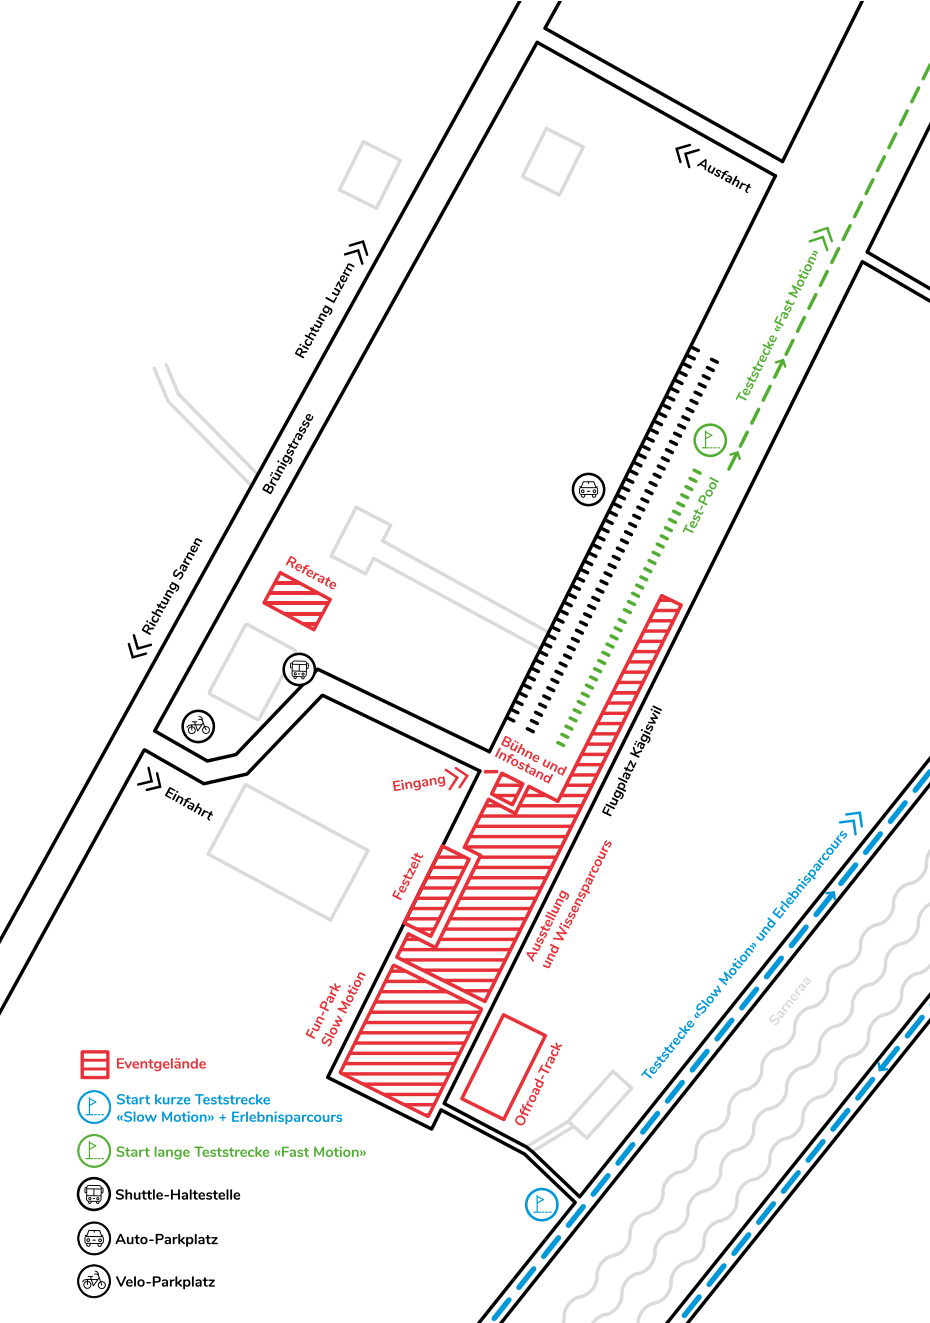 Ausfahrt
Richtung Luzern
Teststrecke «Fast Motion»
Brünigstrasse
Test-Pool
Richtung Sarnen
Referate
Flugplatz Kägiswil
Bühne und
Infostand
Eingang
Einfahrt
Festzelt
Ausstellung
und Wissensparcours
Teststrecke «Slow Motion» und Erlebnisparcours
Sarneraa
Fun-Park
Slow Motion
Offroad-Track
Eventgelände
Start kurze Teststrecke
«Slow Motion» + Erlebnisparcours
Start lange Teststrecke «Fast Motion»
Shuttle-Haltestelle
Auto-Parkplatz
Velo-Parkplatz